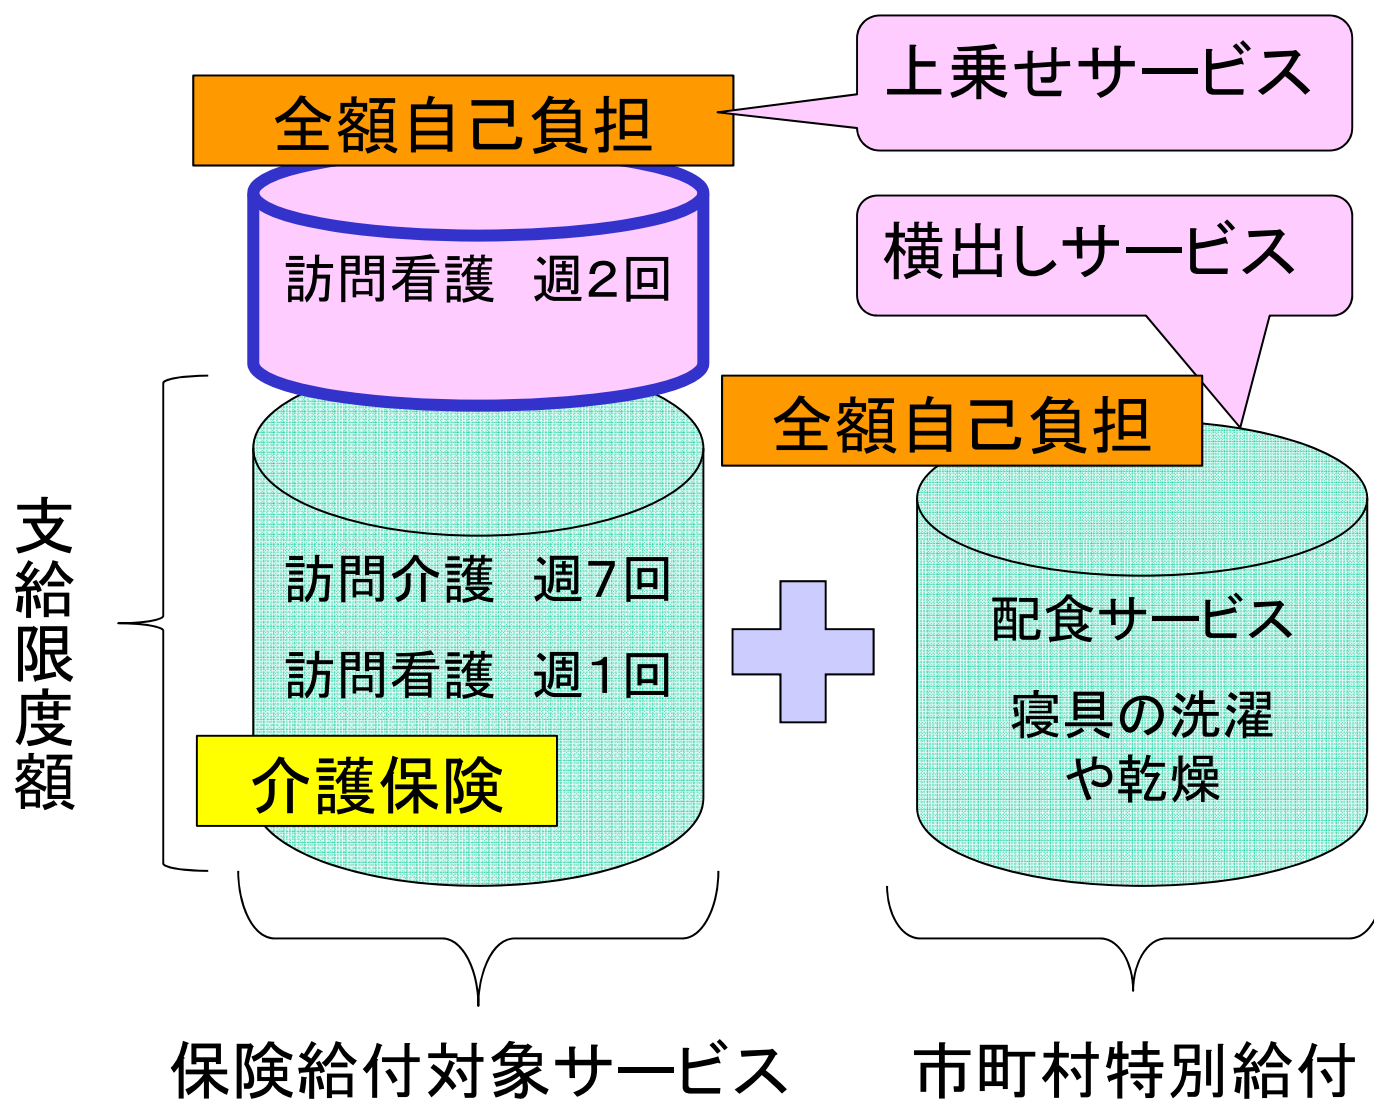 上乗せサービス
全額自己負担
横出しサービス
訪問看護　週２回
全額自己負担
支給限度額
訪問介護　週７回
訪問看護　週１回
介護保険
配食サービス
寝具の洗濯
や乾燥
保険給付対象サービス
市町村特別給付